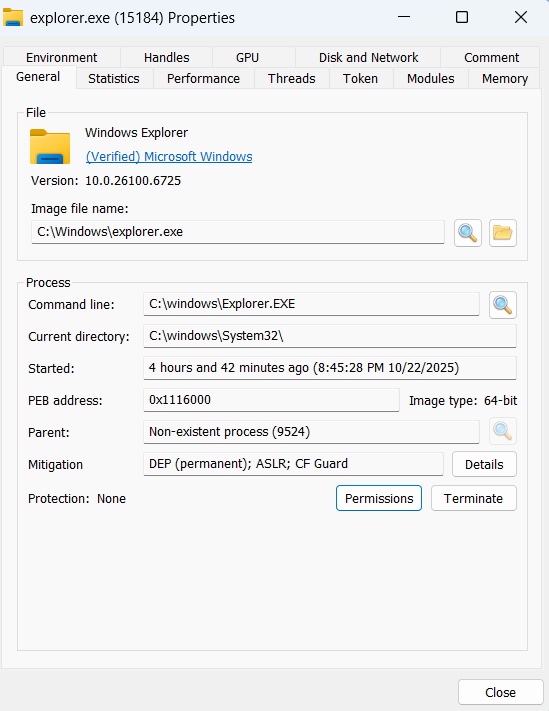 explorer.exe (15184) Properties
Environment Handles GPU Disk and Network Comment
General Statistics Performance Threads Token Modules Memory
File
Windows Explorer
(Verified) Microsoft Windows
Version: 10.0.26100.6725
Image file name:
C:\Windows\explorer.exe
Process
Command line: C:\windows\Explorer.EXE
Current directory: C:\windows\System32\
Started: 4 hours and 42 minutes ago (8:45:28 PM 10/22/2025)
PEB address: 0x1116000 Image type: 64-bit
Parent: Non-existent process (9524)
Mitigation DEP (permanent); ASLR; CF Guard Details
Protection: None Permissions Terminate
Close